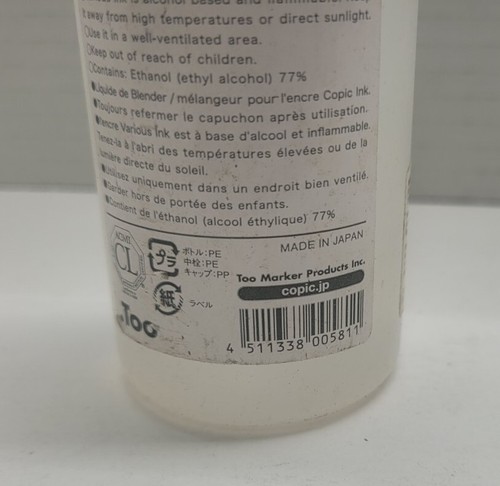 alcohol based and
it away from high temperatures or direct sunlight.
○Use it in a well-ventilated area.
○Keep out of reach of children.
○Contains: Ethanol (ethyl alcohol) 77%
●Liquide de Blender / mélangeur pour l'encre Copic Ink.
●Toujours refermer le capuchon après utilisation.
●l'encre Various Ink est à base d'alcool et inflammable.
Tenez-la à l'abri des températures élevées ou de la
lumière directe du soleil.
●Utilisez uniquement dans un endroit bien ventilé.
●Garder hors de portée des enfants.
●Contient de l'éthanol (alcool éthylique) 77%
MADE IN JAPAN
ACMI
CL
プラ
ボトル:PE
中栓:PE
キャップ:PP
紙
ラベル
Too Marker Products Inc.
copic.jp
.Too
4 511338 005811